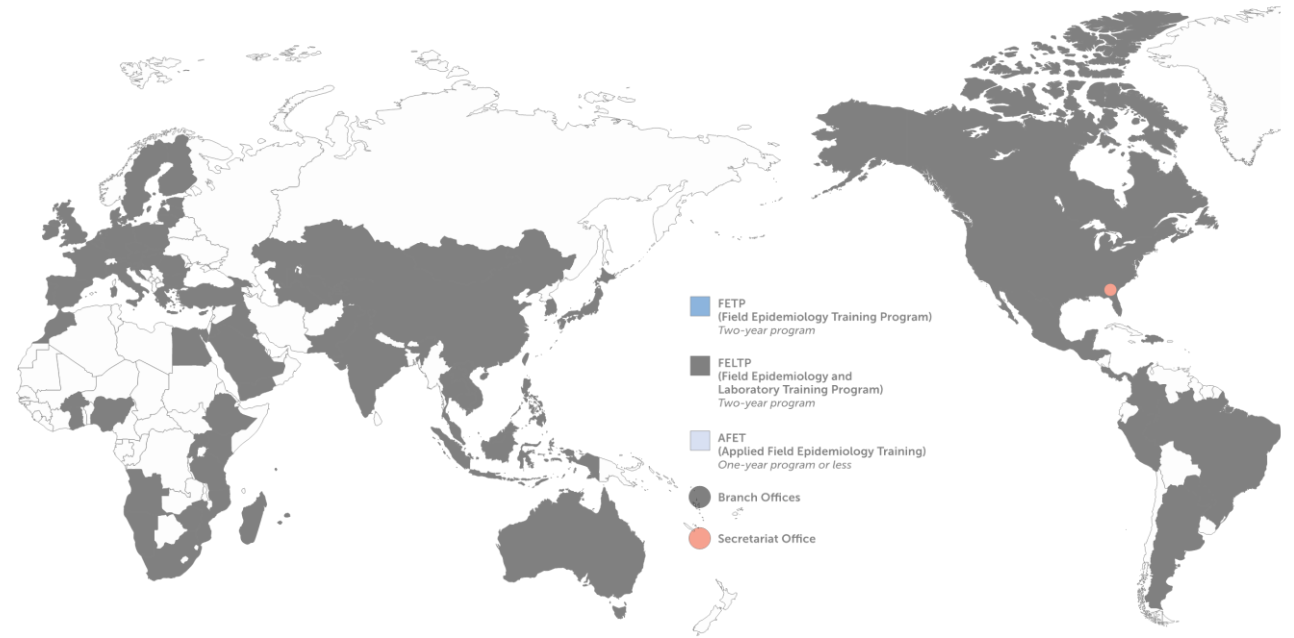 FETP
(Field Epidemiology Training Program)
Two-year program
FELTP
(Field Epidemiology and
Laboratory Training Program)
Two-year program
AFET
(Applied Field Epidemiology Training)
One-year program or less
Branch Offices
Secretariat Office